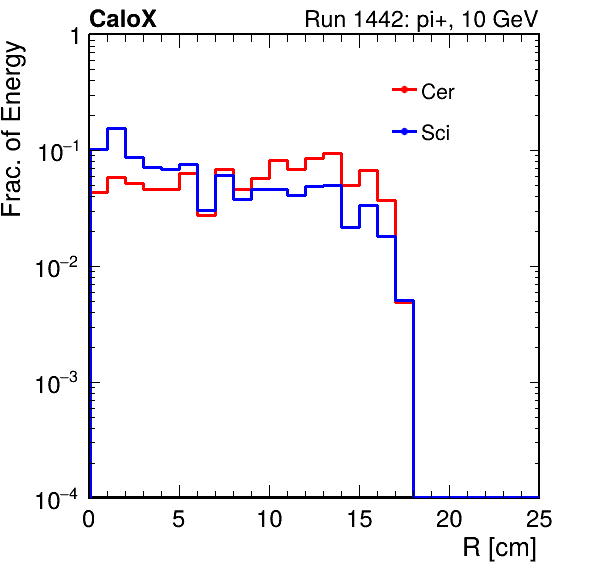 CaloX Run 1442: pi+, 10 GeV
Frac. of Energy
1
10⁻¹
10⁻²
10⁻³
10⁻⁴
Cer
Sci
0 5 10 15 20 25
R [cm]